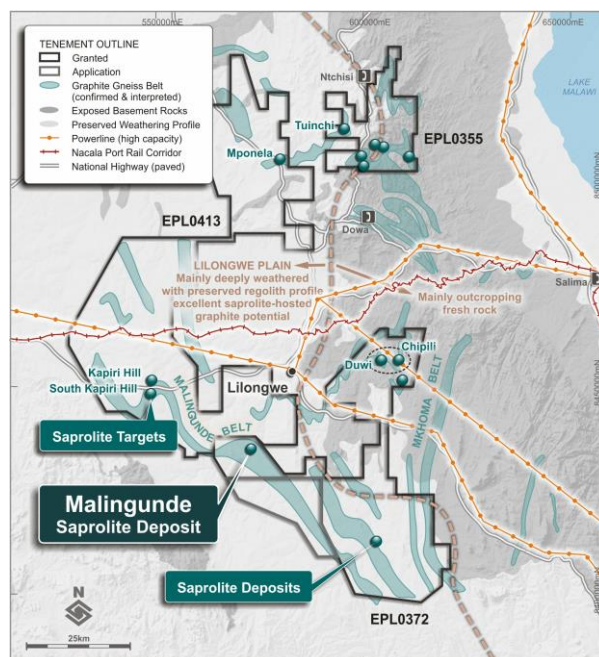 550000mE
600000mE
650000mE
TENEMENT OUTLINE
Granted
Application
Graphite Gneiss Belt
(confirmed & interpreted)
Exposed Basement Rocks
Preserved Weathering Profile
Powerline (high capacity)
Nacala Port Rail Corridor
National Highway (paved)
Ntchisi
LAKE
MALAWI
Tuinchi
EPL0355
Mponela
8500000mN
EPL0413
Dowa
LILONGWE PLAIN
Mainly deeply weathered
with preserved regolith profile
excellent saprolite-hosted
graphite potential
Mainly outcropping
fresh rock
Salima
Chipili
Duwi
Kapiri Hill
South Kapiri Hill
Lilongwe
8450000mN
MALINGUNDE BELT
MKHOMA BELT
Saprolite Targets
Malingunde
Saprolite Deposit
Saprolite Deposits
N
EPL0372
25km
8400000mN